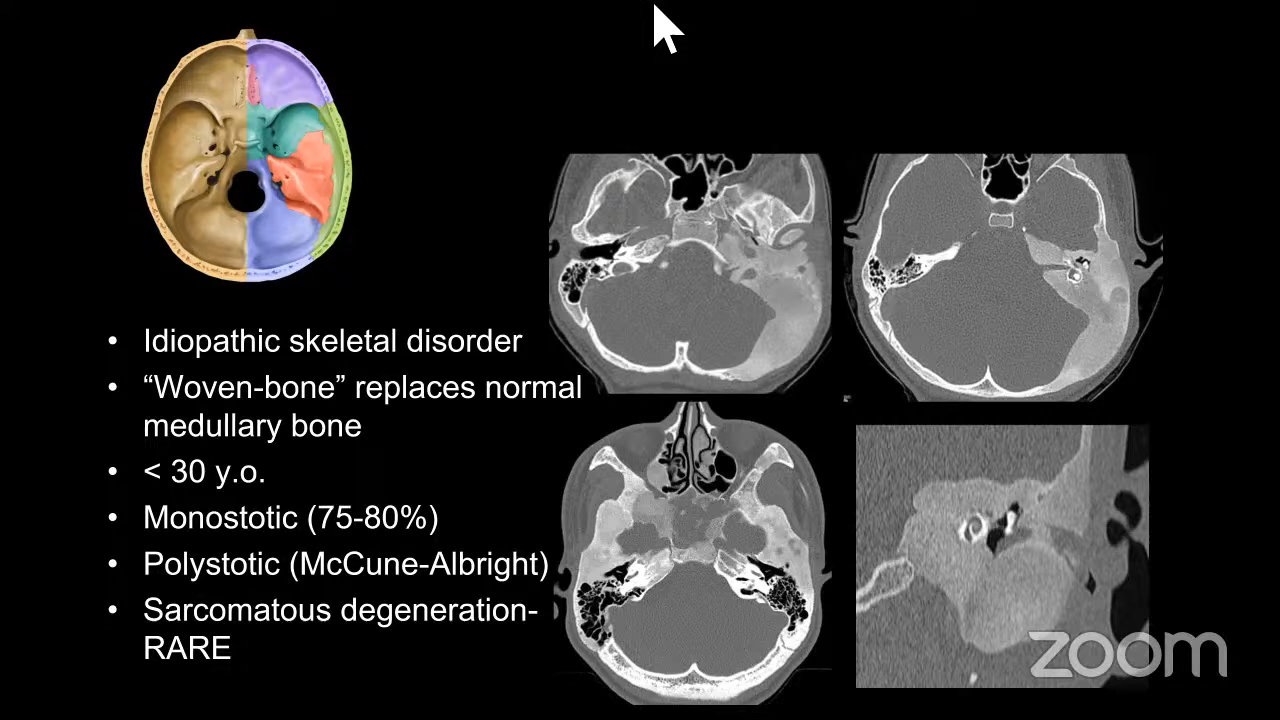 • Idiopathic skeletal disorder
• “Woven-bone” replaces normal
medullary bone
• < 30 y.o.
• Monostotic (75-80%)
• Polystotic (McCune-Albright)
• Sarcomatous degeneration-
RARE
zoom